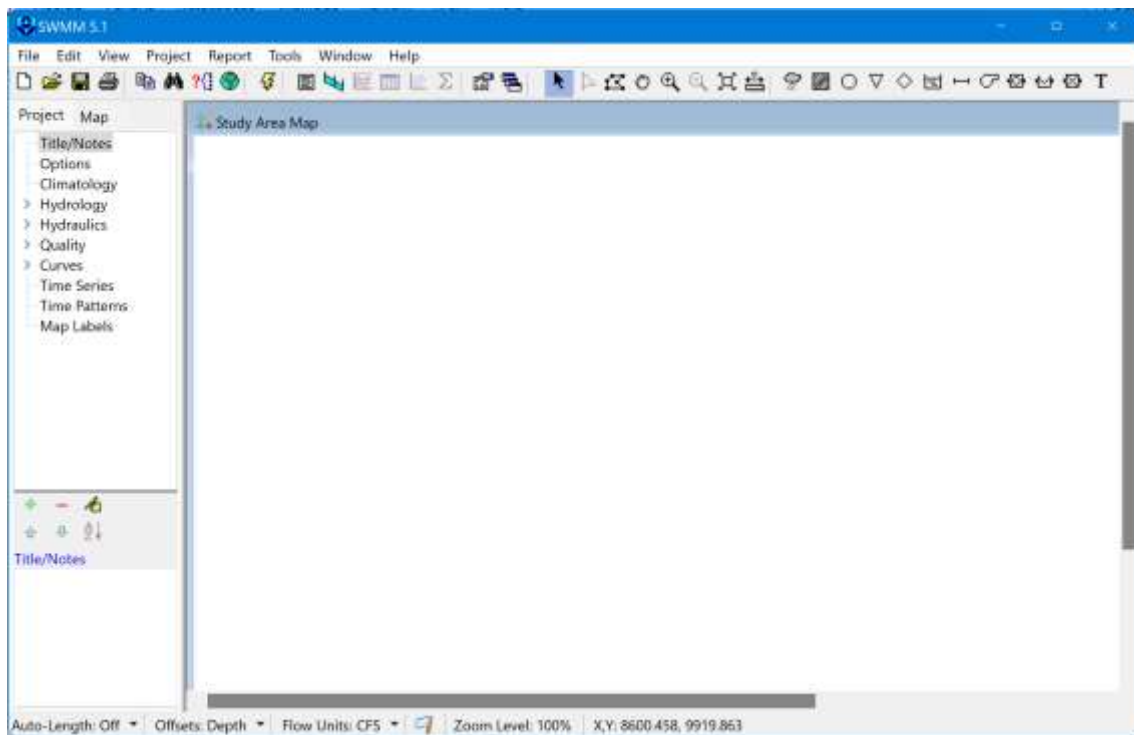 SWMM 5.1
File Edit View Project Report Tools Window Help
T
Project Map
Study Area Map
Title/Notes
Options
Climatology
Hydrology
Hydraulics
Quality
Curves
Time Series
Time Patterns
Map Labels
Title/Notes
Auto-Length: Off Offsets: Depth Flow Units: CFS Zoom Level: 100% X,Y: 8600.458, 9919.863